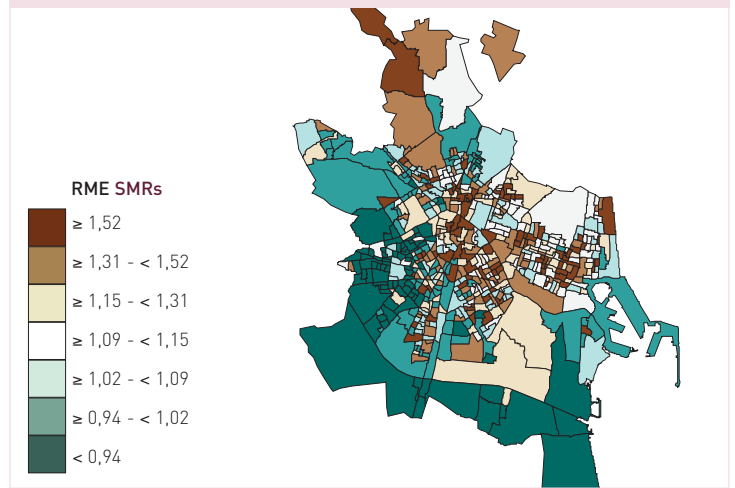 RME SMRs
≥ 1,52
≥ 1,31 - < 1,52
≥ 1,15 - < 1,31
≥ 1,09 - < 1,15
≥ 1,02 - < 1,09
≥ 0,94 - < 1,02
< 0,94